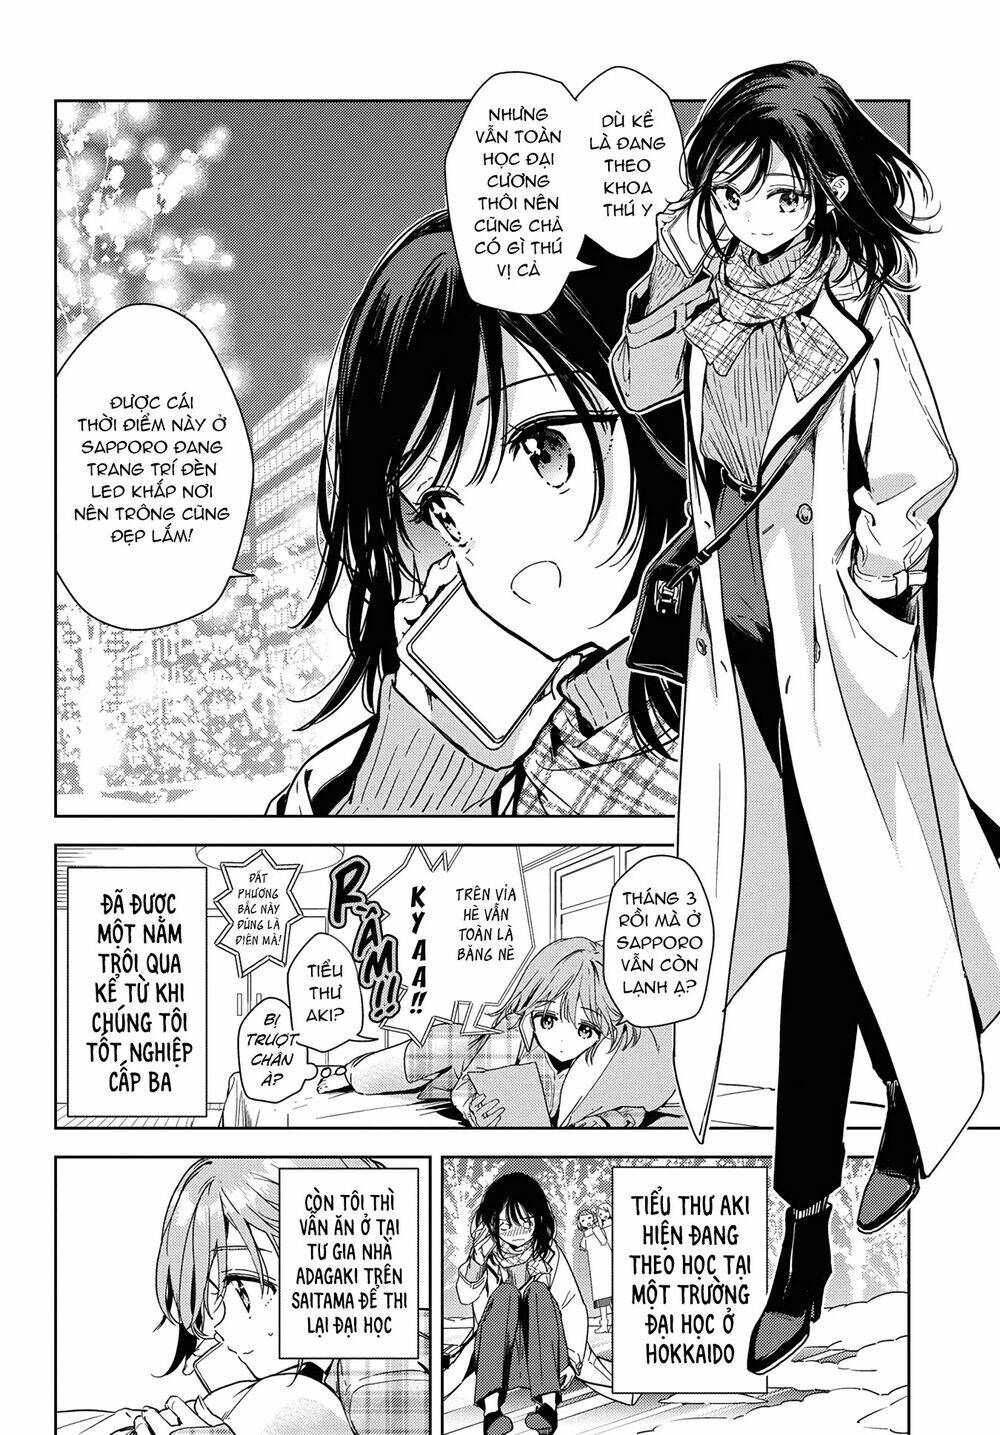 DÙ KỂ
LÀ ĐANG
THEO
KHOA
THÚ Y
NHƯNG
VẪN TOÀN
HỌC ĐẠI
CƯƠNG
THÔI NÊN
CŨNG CHẢ
CÓ GÌ THÚ
VỊ CẢ
ĐƯỢC CÁI
THỜI ĐIỂM NÀY Ở
SAPPORO ĐANG
TRANG TRÍ ĐÈN
LED KHẮP NƠI
NÊN TRÔNG CŨNG
ĐẸP LẮM!
THÁNG 3
RỒI MÀ Ở
SAPPORO
VẪN CÒN
LẠNH Ạ?
TRÊN VỈA
HÈ VẪN
TOÀN LÀ
BĂNG NÈ
KYAA!!
RẦM!!
ĐẤT
PHƯƠNG
BẮC NÀY
ĐÚNG LÀ
ĐIÊN MÀ!
TIỂU
THƯ
AKI?
BỊ
TRƯỢT
CHÂN
À?
ĐÃ ĐƯỢC
MỘT NĂM
TRÔI QUA
KỂ TỪ KHI
CHÚNG TÔI
TỐT NGHIỆP
CẤP BA
TIỂU THƯ AKI
HIỆN ĐANG
THEO HỌC TẠI
MỘT TRƯỜNG
ĐẠI HỌC Ở
HOKKAIDO
CÒN TÔI THÌ
VẪN ĂN Ở TẠI
TƯ GIA NHÀ
ADAGAKI TRÊN
SAITAMA ĐỂ THI
LẠI ĐẠI HỌC